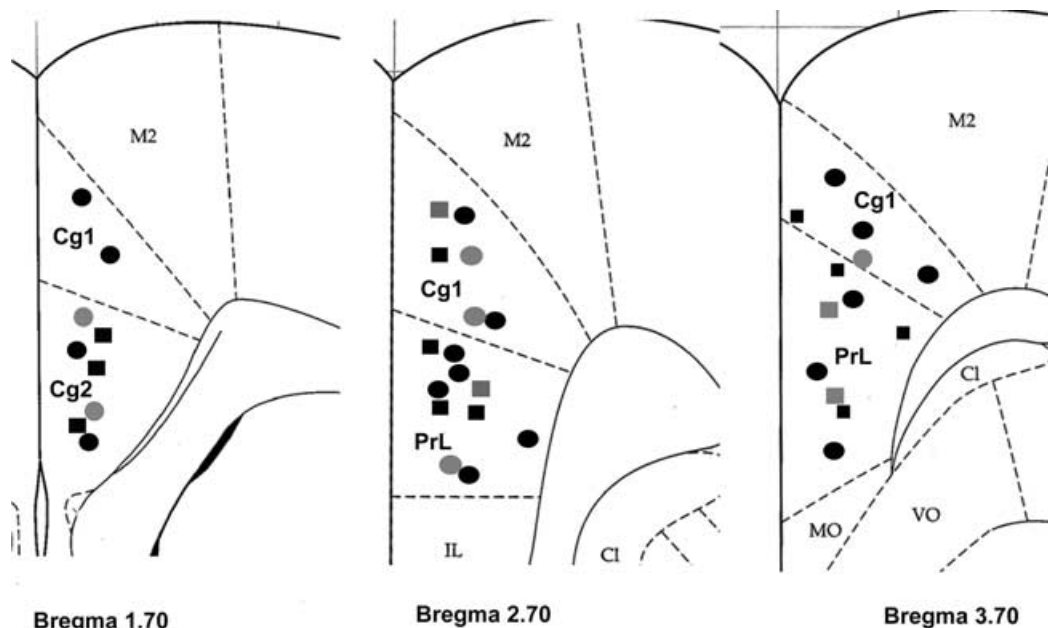 M2
Cg1
Cg2
Bregma 1.70
M2
Cg1
PrL
IL
Cl
Bregma 2.70
M2
Cg1
PrL
Cl
MO
VO
Bregma 3.70